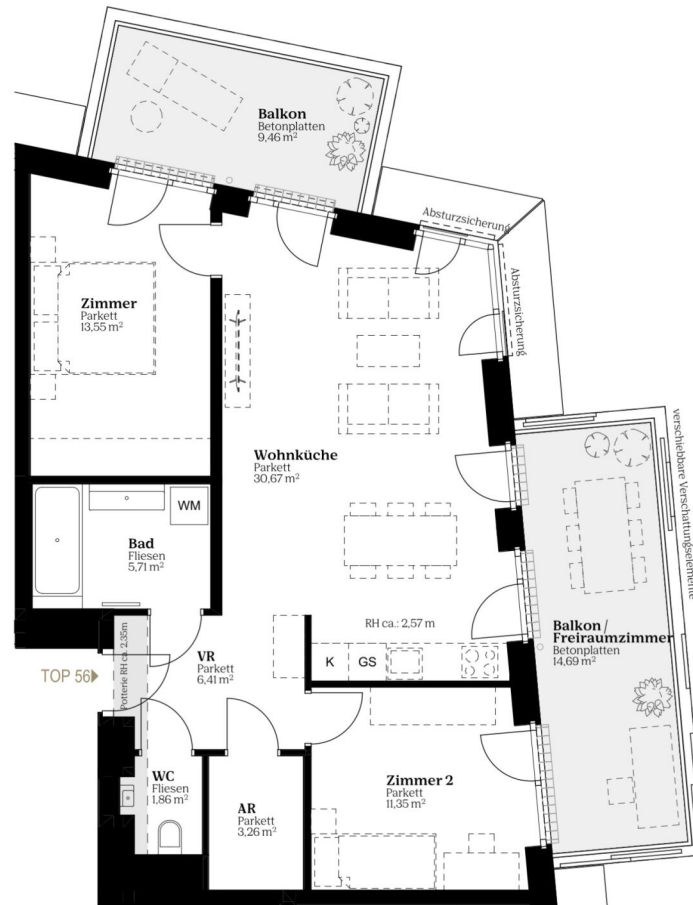 Balkon
Betonplatten
9,46 m²
Absturzsicherung
Absturzsicherung
Zimmer
Parkett
13,55 m²
verschiebbare Verschattungselemente
Wohnküche
Parkett
30,67 m²
WM
Bad
Fliesen
5,71 m²
RH ca.: 2,57 m
Balkon /
Freiraumzimmer
Betonplatten
14,69 m²
K
GS
VR
Parkett
6,41 m²
TOP 56
Potterie RH ca. 2.35m
WC
Fliesen
1,86 m²
AR
Parkett
3,26 m²
Zimmer 2
Parkett
11,35 m²